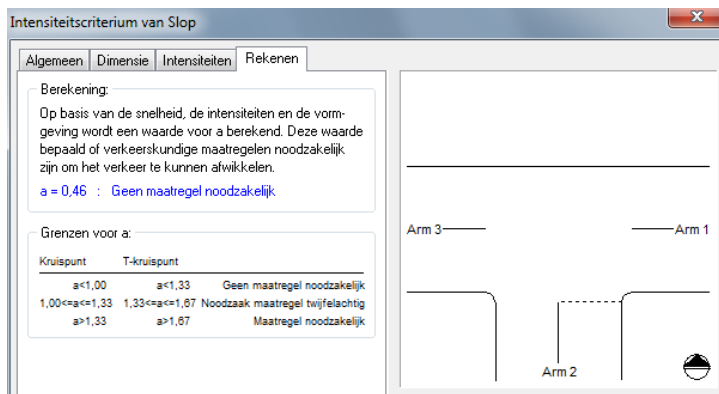 Intensiteitscriterium van Slop
Algemeen Dimensie Intensiteiten Rekenen
Berekening:
Op basis van de snelheid, de intensiteiten en de vorm-
geving wordt een waarde voor a berekend. Deze waarde
bepaald of verkeerskundige maatregelen noodzakelijk
zijn om het verkeer te kunnen afwikkelen.
a = 0,46 : Geen maatregel noodzakelijk
Grenzen voor a:
Kruispunt T-kruispunt
a<1,00 a<1,33 Geen maatregel noodzakelijk
1,00<=a<=1,33 1,33<=a<=1,67 Noodzaak maatregel twijfelachtig
a>1,33 a>1,67 Maatregel noodzakelijk
Arm 3 Arm 1
Arm 2